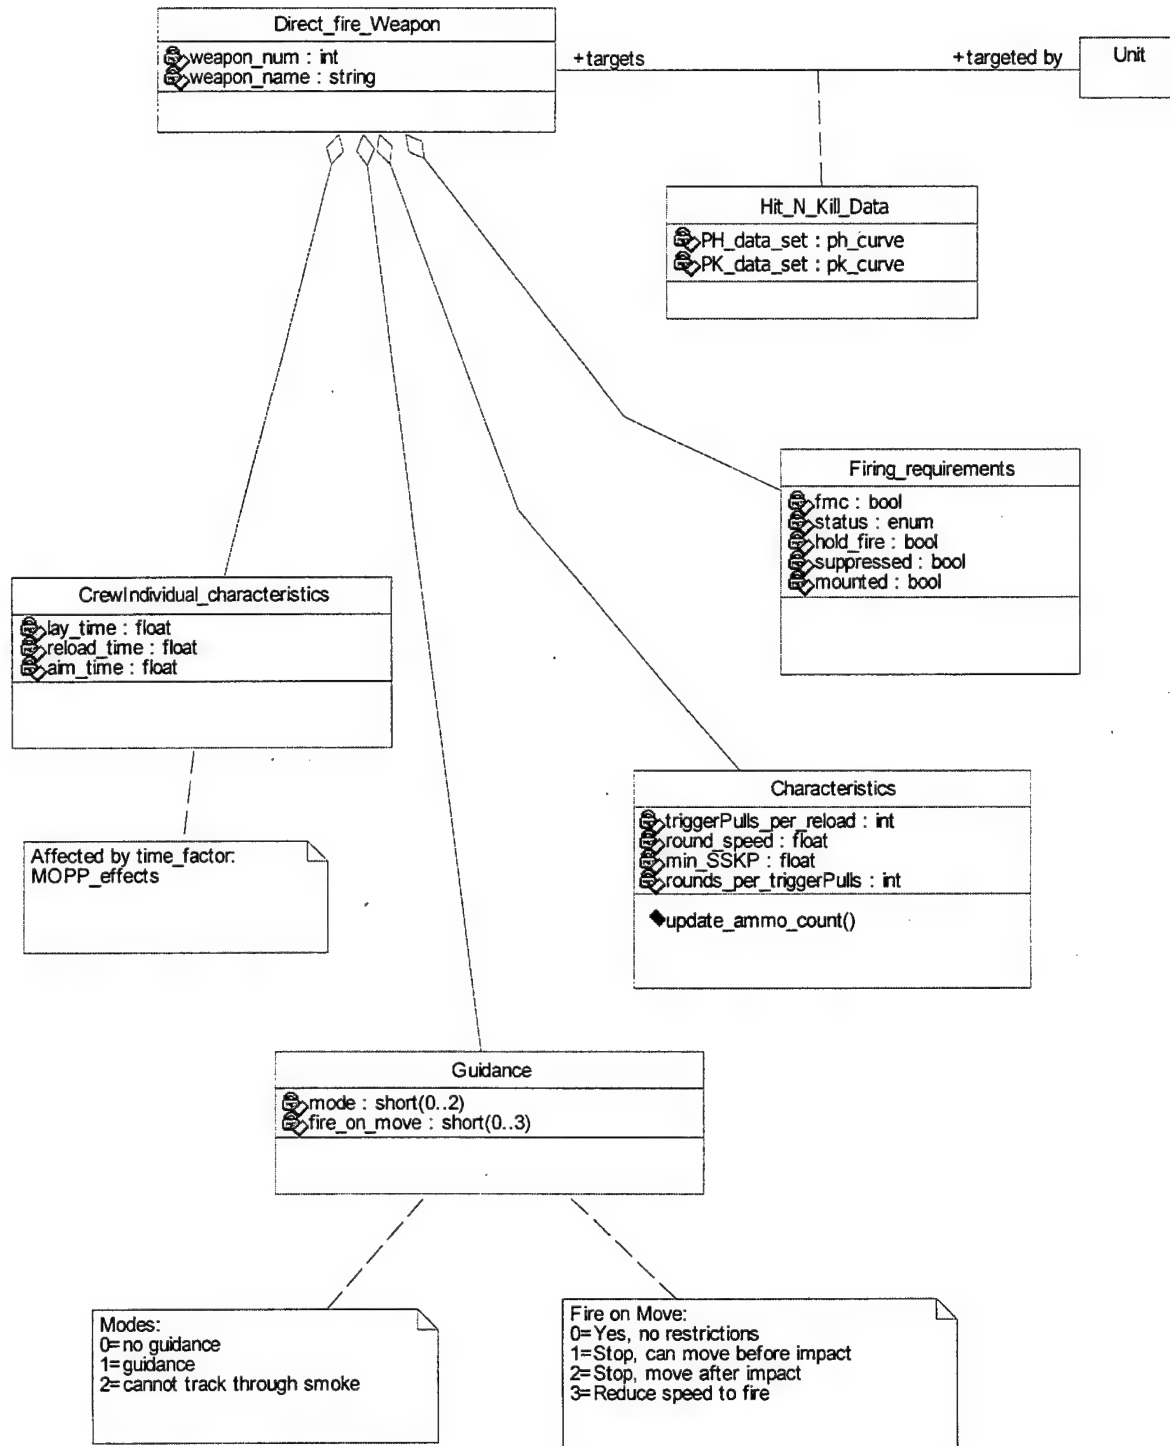 Direct_fire_Weapon
weapon_num : int
weapon_name : string
+targets
+targeted by
Unit
Hit_N_Kill_Data
PH_data_set : ph_curve
PK_data_set : pk_curve
Firing_requirements
fmc : bool
status : enum
hold_fire : bool
suppressed : bool
mounted : bool
CrewIndividual_characteristics
lay_time : float
reload_time : float
aim_time : float
Characteristics
triggerPulls_per_reload : int
round_speed : float
min_SSKP : float
rounds_per_triggerPulls : int
update_ammo_count()
Affected by time_factor:
MOPP_effects
Guidance
mode : short(0..2)
fire_on_move : short(0..3)
Modes:
0=no guidance
1=guidance
2=cannot track through smoke
Fire on Move:
0=Yes, no restrictions
1=Stop, can move before impact
2=Stop, move after impact
3=Reduce speed to fire